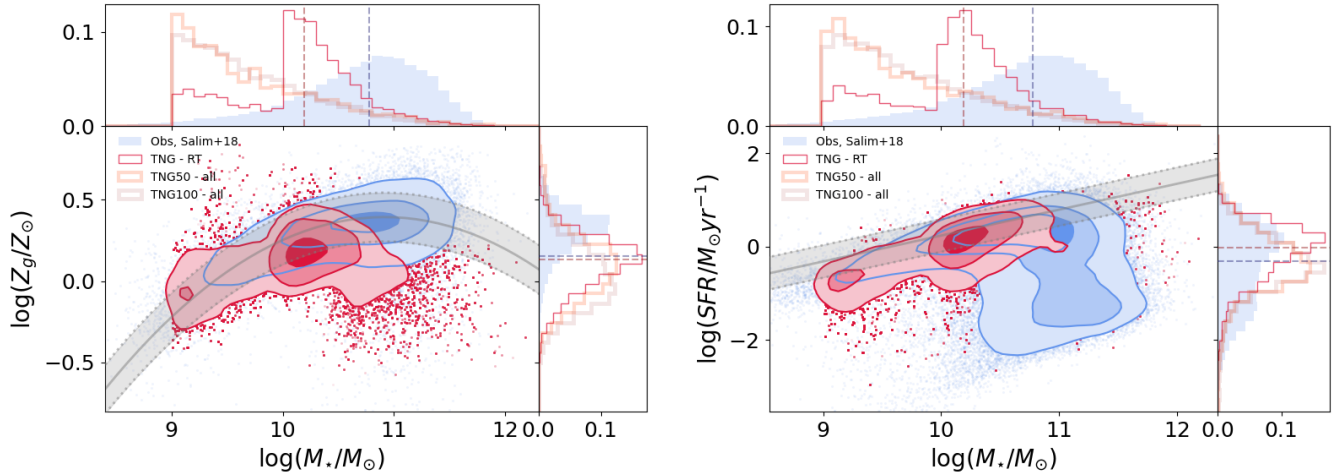 0.1
0.0
Obs, Salim+18
TNG - RT
TNG50 - all
TNG100 - all
0.5
0.0
−0.5
log(Z_g/Z_⊙)
9 10 11 12
0.0 0.1
log(M_⋆/M_⊙)
0.1
0.0
Obs, Salim+18
TNG - RT
TNG50 - all
TNG100 - all
2
0
−2
log(SFR/M_⊙yr⁻¹)
9 10 11 12
0.0 0.1
log(M_⋆/M_⊙)